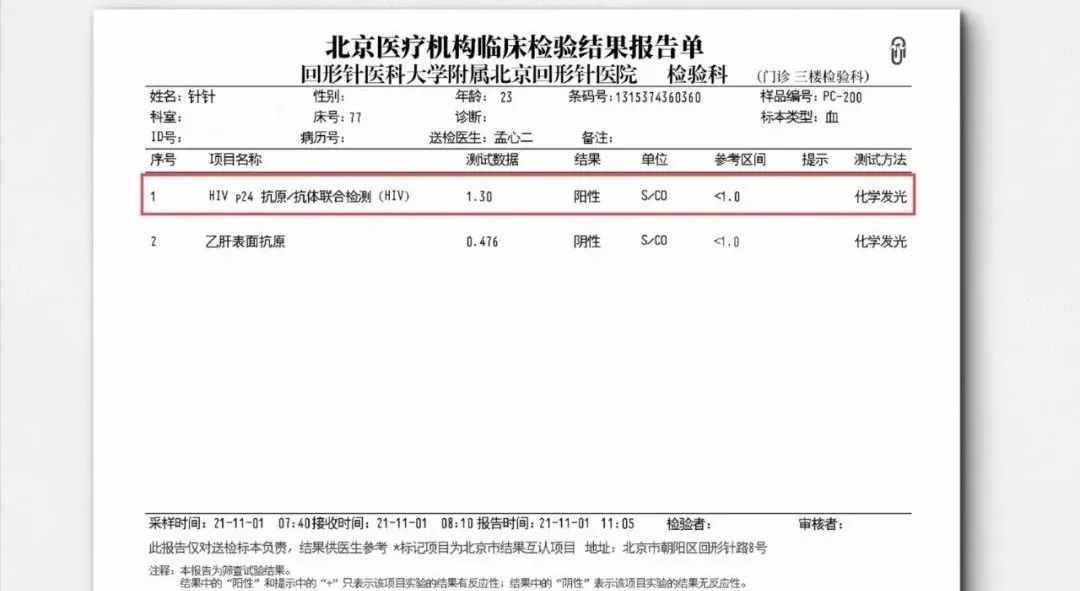 北京医疗机构临床检验结果报告单
回形针医科大学附属北京回形针医院 检验科 (门诊 三楼检验科)
姓名: 针针 性别: 年龄: 23 条码号:1315374360360 样品编号: PC-200
科室: 床号: 77 诊断: 标本类型: 血
ID号: 病历号: 送检医生: 孟心二 备注:
序号 项目名称 测试数据 结果 单位 参考区间 提示 测试方法
1 HIV p24 抗原/抗体联合检测 (HIV) 1.30 阳性 S/CO <1.0 化学发光
2 乙肝表面抗原 0.476 阴性 S/CO <1.0 化学发光
采样时间: 21-11-01 07:40 接收时间: 21-11-01 08:10 报告时间: 21-11-01 11:05 检验者: 审核者:
此报告仅对送检标本负责, 结果供医生参考 *标记项目为北京市结果互认项目 地址: 北京市朝阳区回形针路8号
注释: 本报告为筛查试验结果。
结果中的“阳性”和提示中的“+”只表示该项目实验的结果有反应性; 结果中的“阴性”表示该项目实验的结果无反应性。